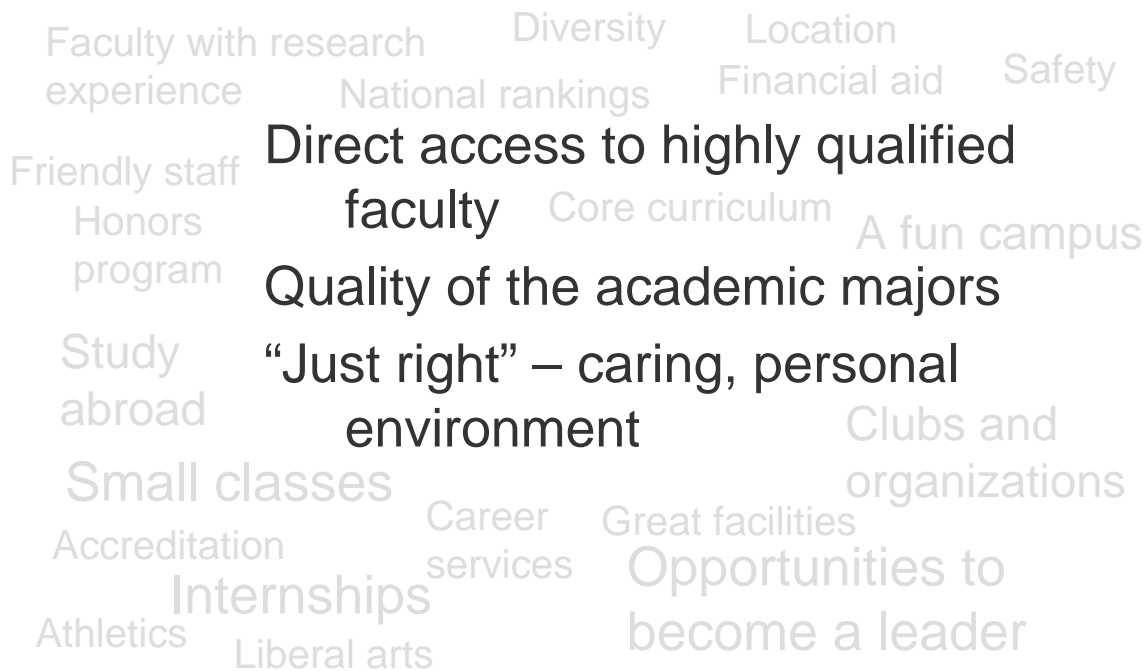 Diversity
Location
Faculty with research
experience
Safety
Financial aid
National rankings
Direct access to highly qualified
faculty
Friendly staff
Core curriculum
Honors
program
A fun campus
Quality of the academic majors
Study
abroad
“Just right” – caring, personal
environment
Clubs and
organizations
Small classes
Career
services
Great facilities
Accreditation
Opportunities to
become a leader
Internships
Athletics
Liberal arts